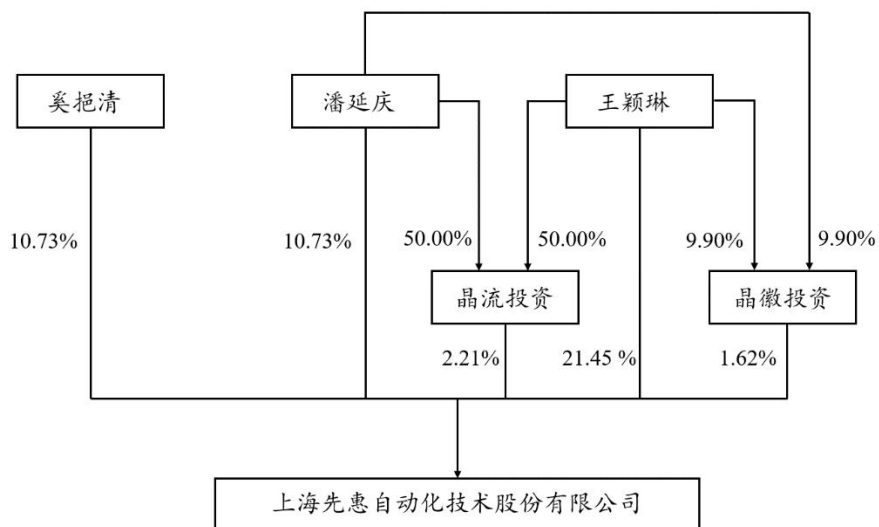 奚挹清
潘延庆
王颖琳
10.73%
10.73%
50.00%
50.00%
9.90%
9.90%
晶流投资
晶徽投资
2.21%
21.45 %
1.62%
上海先惠自动化技术股份有限公司